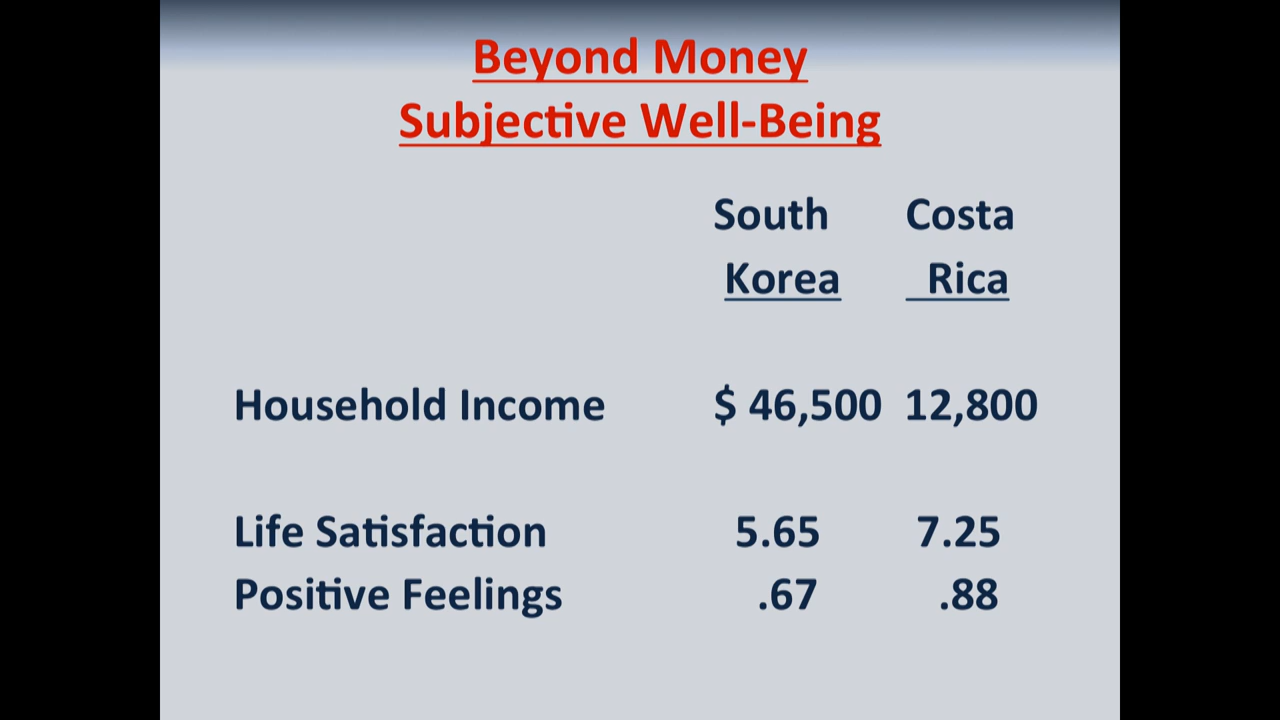 Beyond Money
Subjective Well-Being
South Costa
Korea Rica
Household Income $ 46,500 12,800
Life Satisfaction 5.65 7.25
Positive Feelings .67 .88